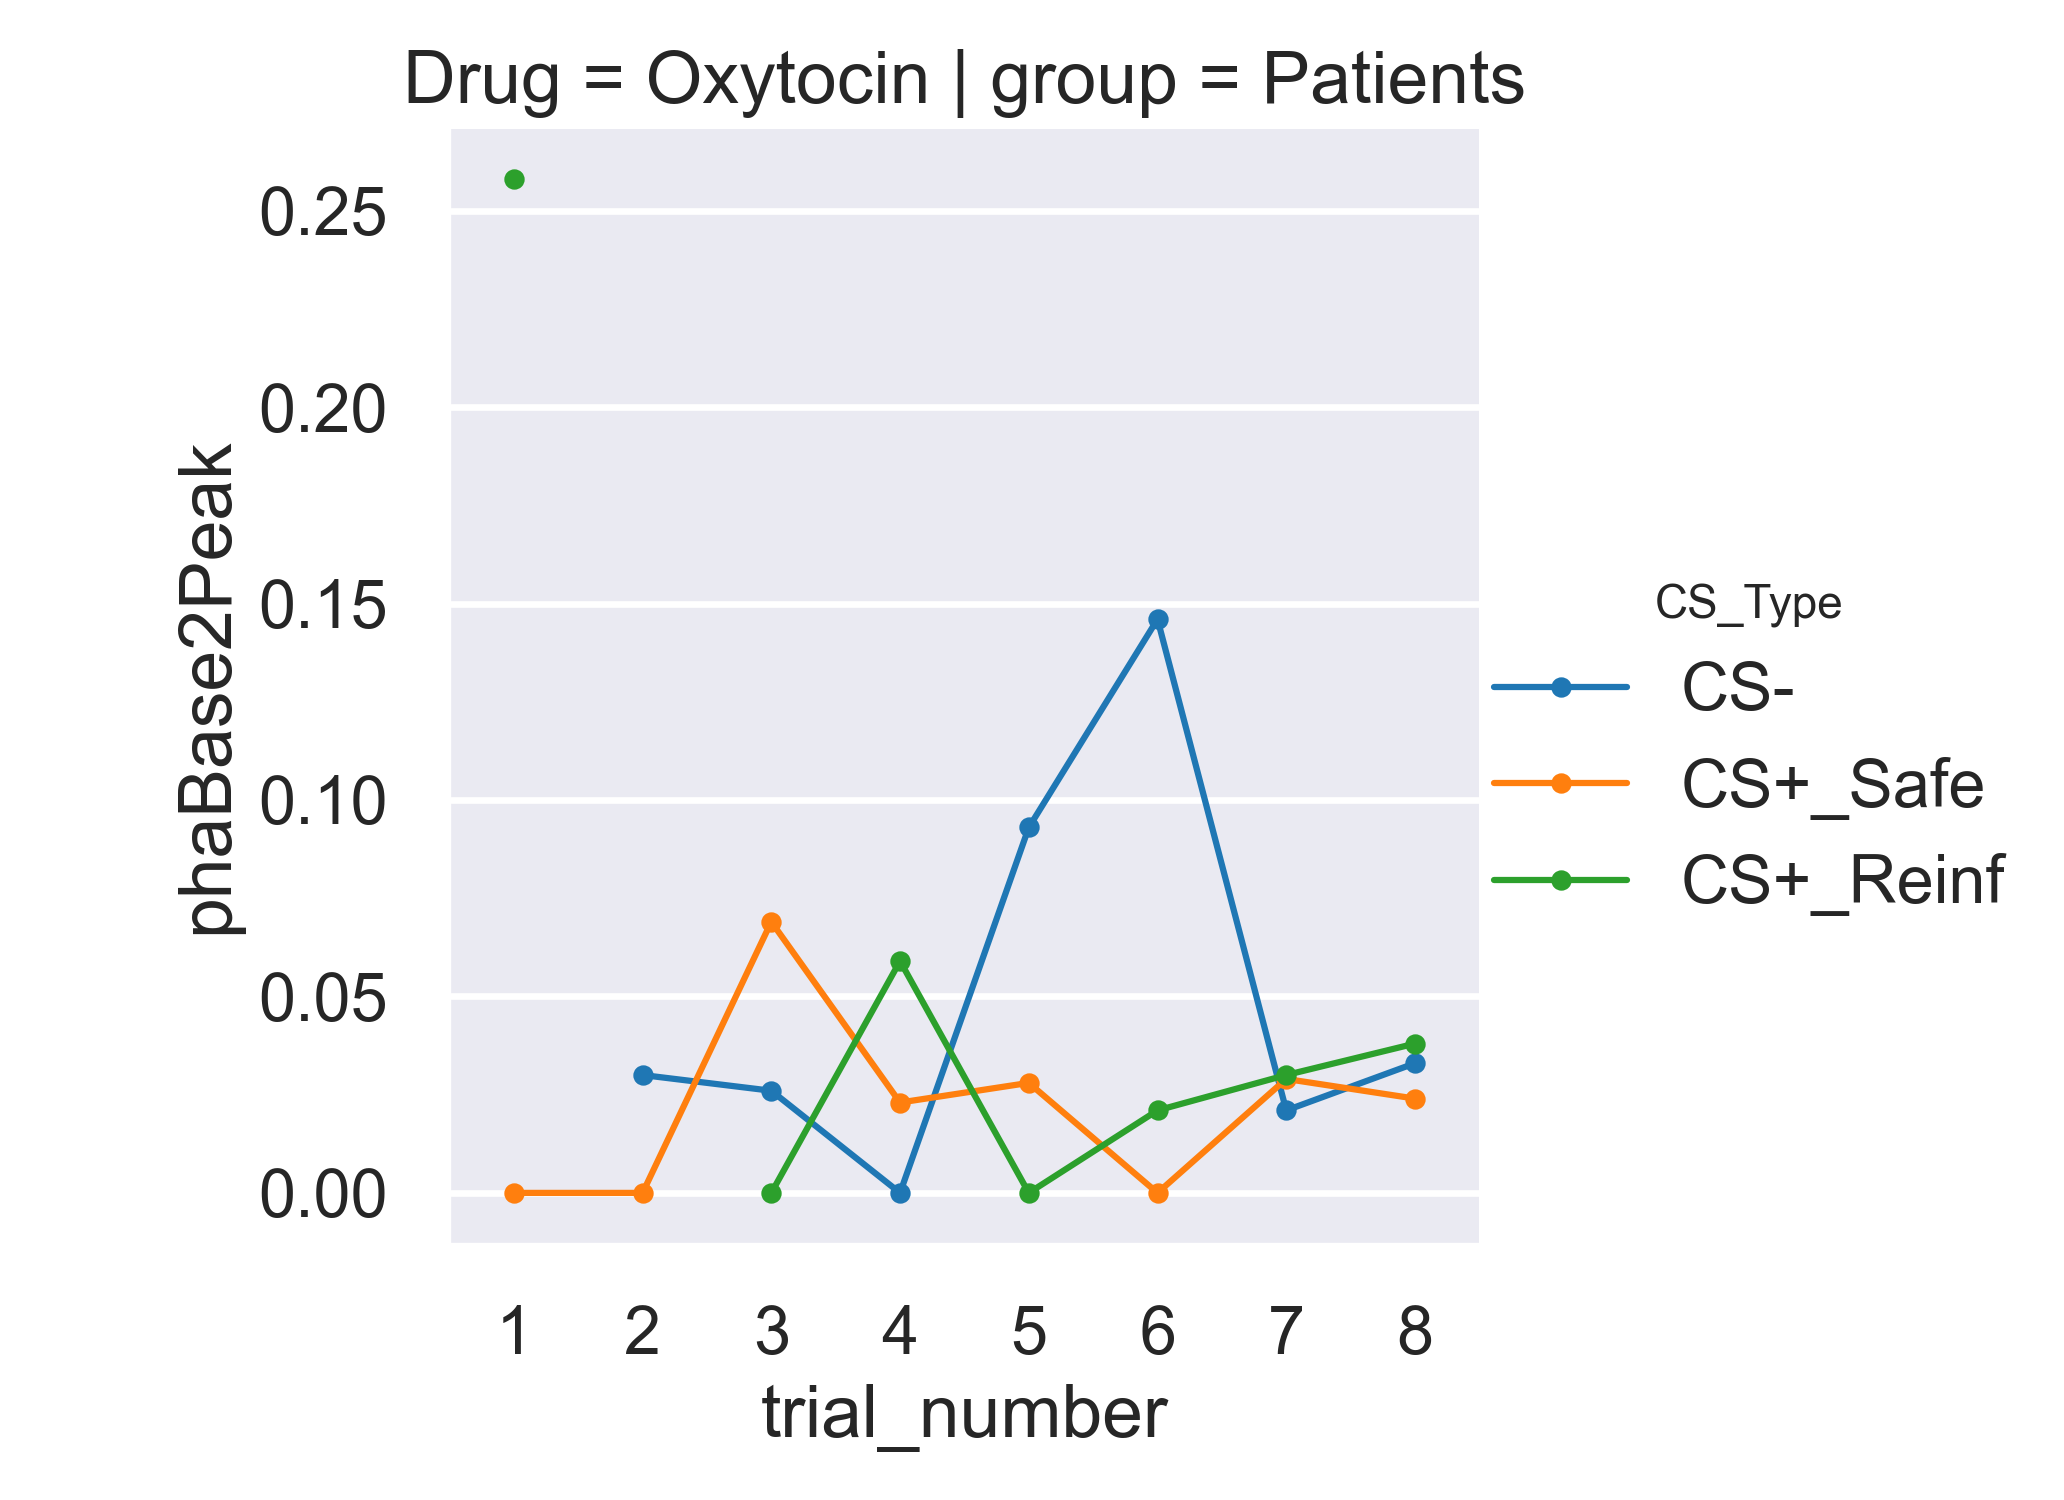 Drug = Oxytocin | group = Patients
0.25
0.20
0.15
0.10
0.05
0.00
phaBase2Peak
1 2 3 4 5 6 7 8
trial_number
CS_Type
CS-
CS+_Safe
CS+_Reinf